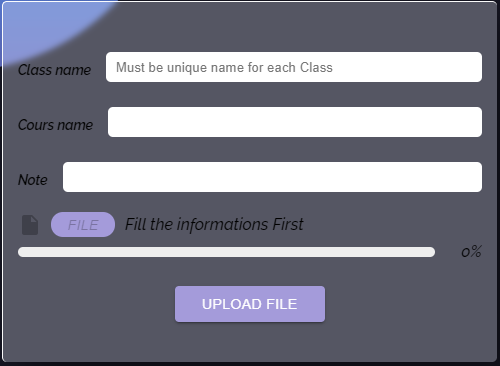 Class name Must be unique name for each Class
Cours name
Note
FILE Fill the informations First
0%
UPLOAD FILE